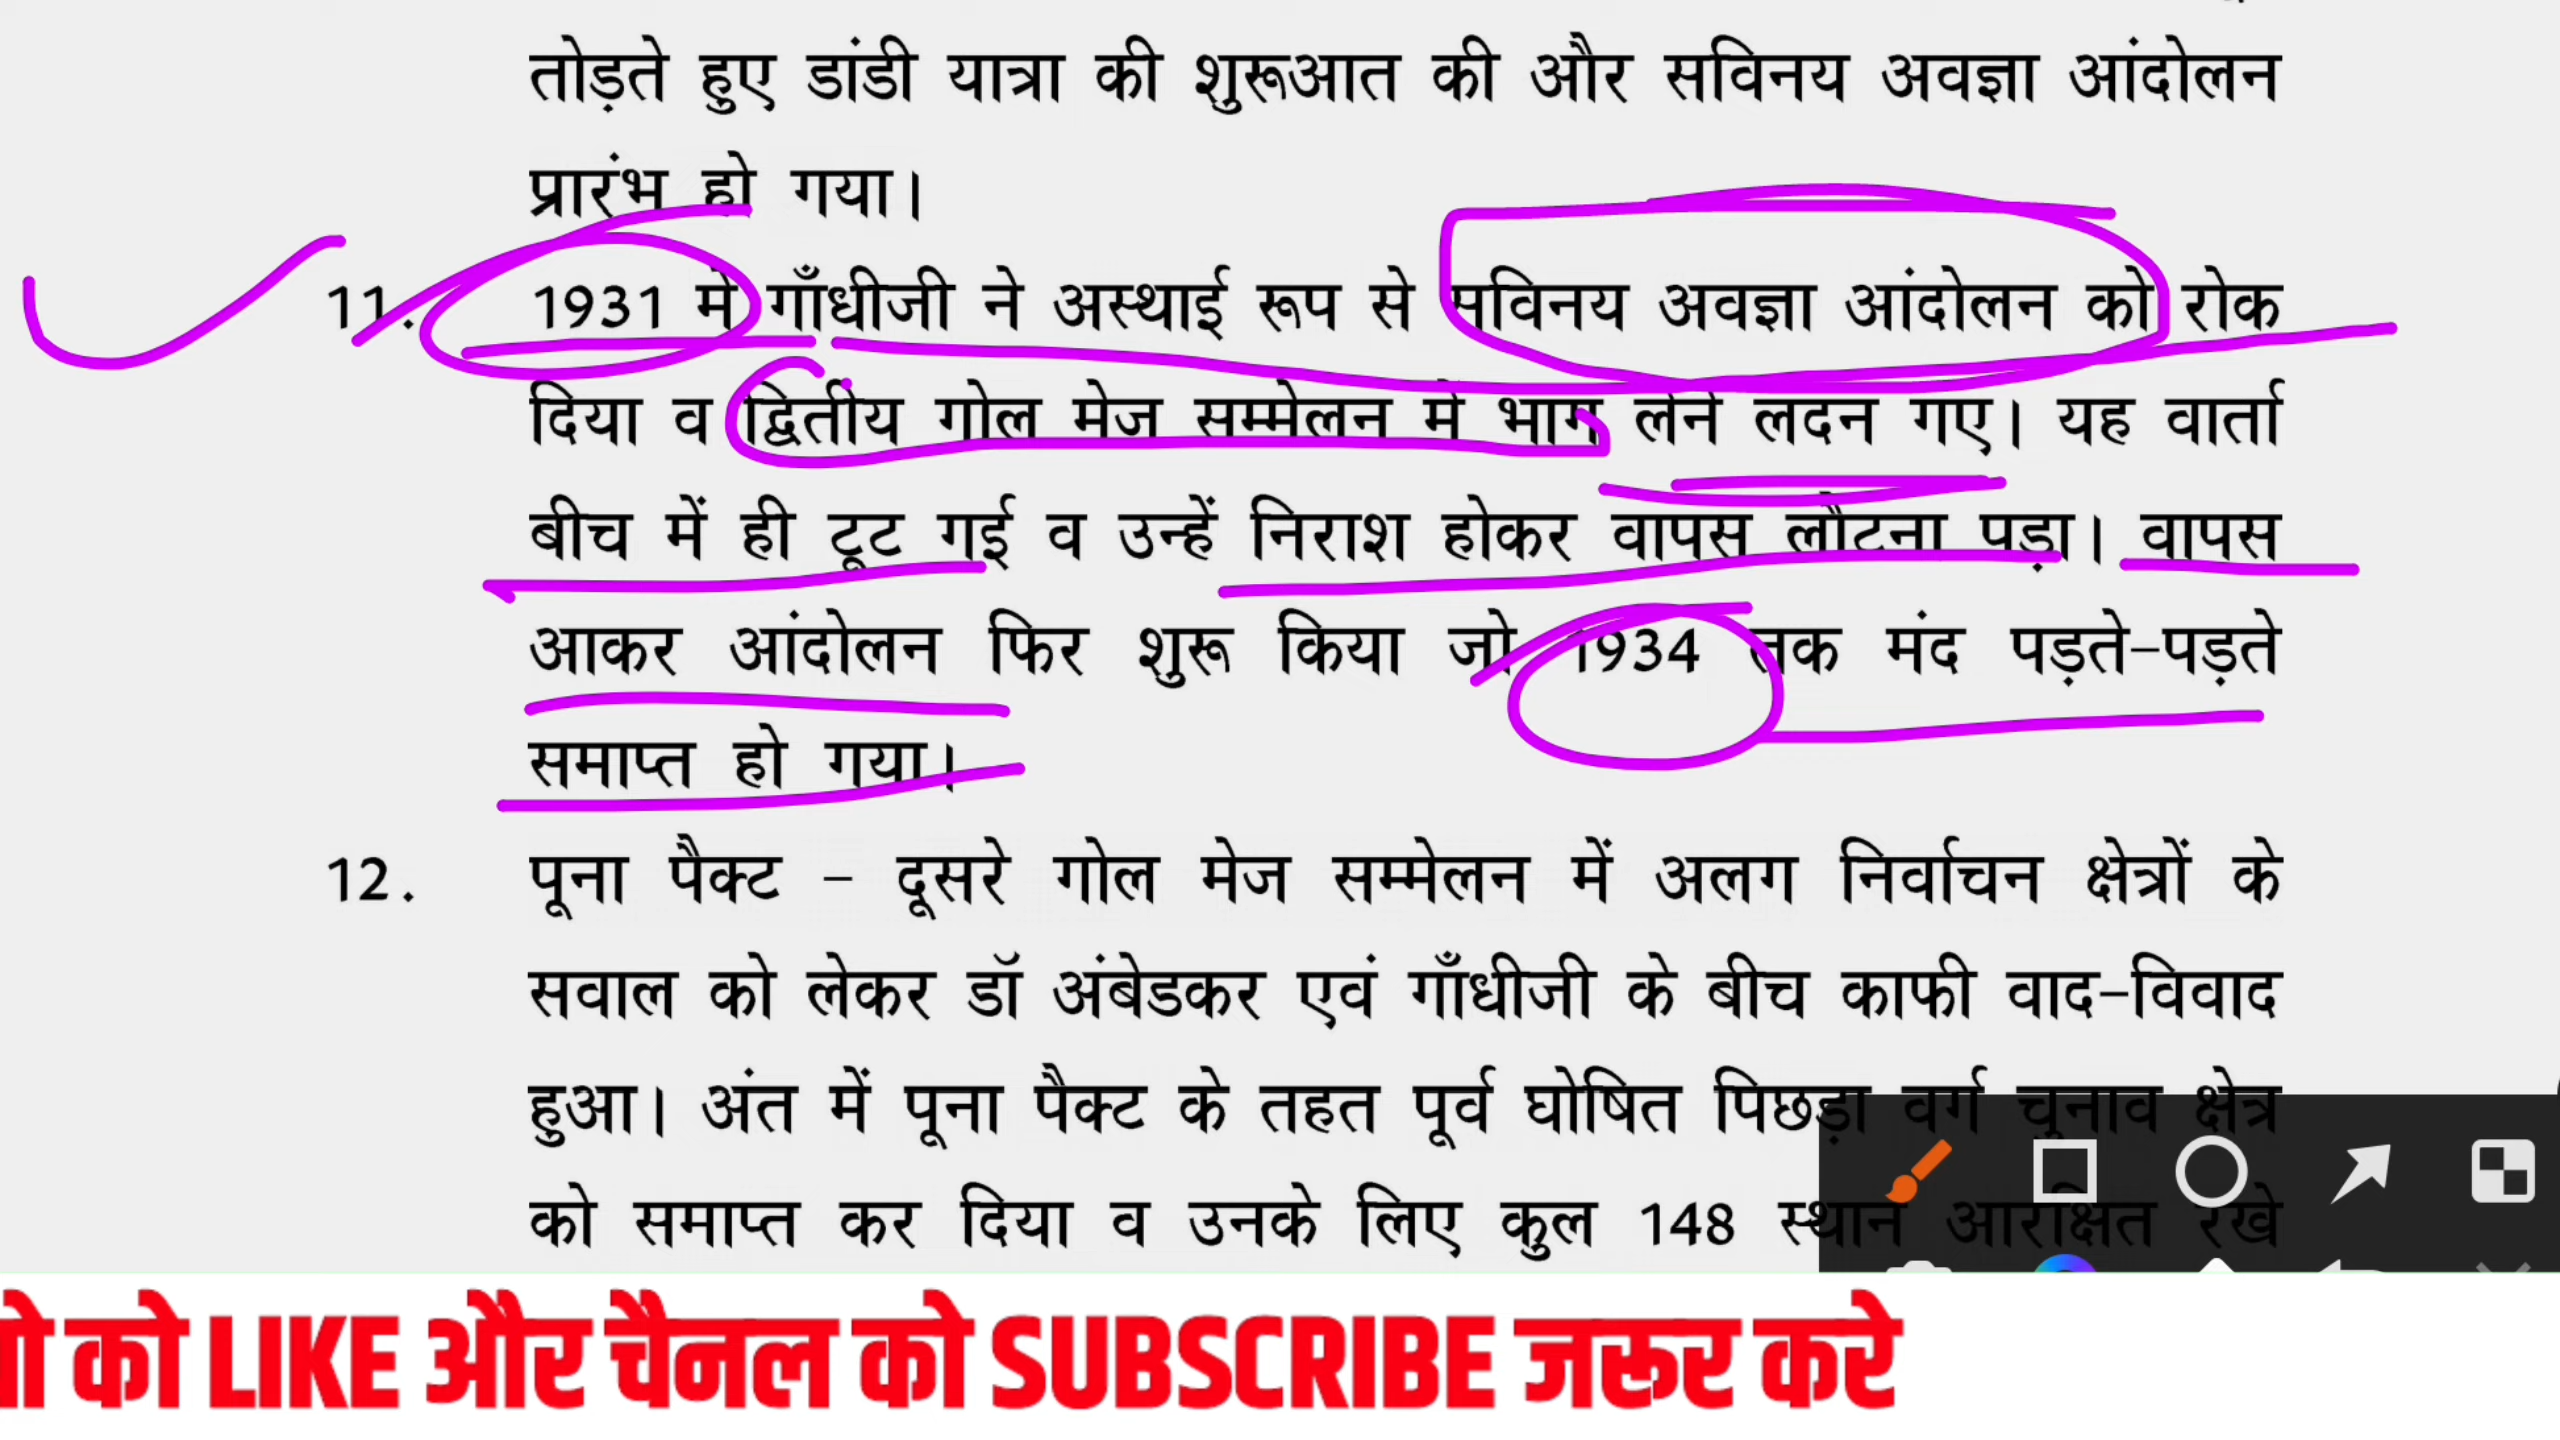 तोड़ते हुए डांडी यात्रा की शुरूआत की और सविनय अवज्ञा आंदोलन
प्रारंभ हो गया।
11. 1931 में गाँधीजी ने अस्थाई रूप से सविनय अवज्ञा आंदोलन को रोक
दिया व द्वितीय गोल मेज सम्मेलन में भाग लेने लंदन गए। यह वार्ता
बीच में ही टूट गई व उन्हें निराश होकर वापस लौटना पड़ा। वापस
आकर आंदोलन फिर शुरू किया जो 1934 तक मंद पड़ते-पड़ते
समाप्त हो गया।
12. पूना पैक्ट - दूसरे गोल मेज सम्मेलन में अलग निर्वाचन क्षेत्रों के
सवाल को लेकर डॉ अंबेडकर एवं गाँधीजी के बीच काफी वाद-विवाद
हुआ। अंत में पूना पैक्ट के तहत पूर्व घोषित पिछड़ा वर्ग चुनाव क्षेत्र
को समाप्त कर दिया व उनके लिए कुल 148 स्थान आरक्षित रखे
को LIKE और चैनल को SUBSCRIBE जरूर करे